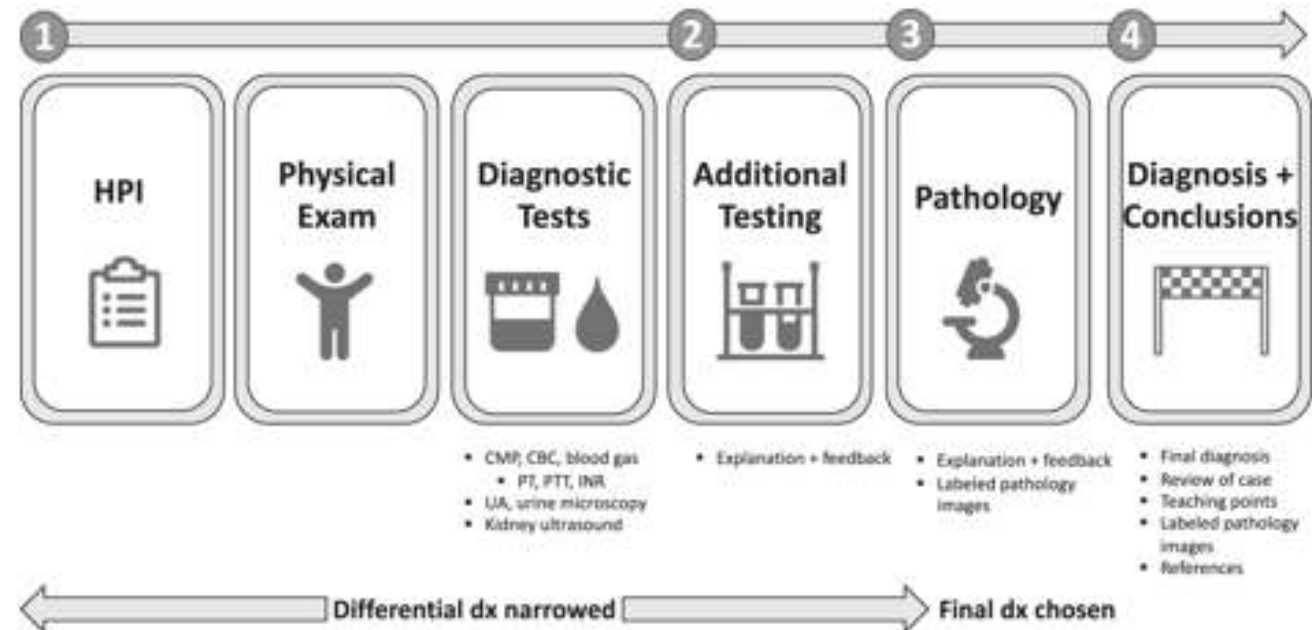 1
2
3
4
HPI
Physical
Exam
Diagnostic
Tests
Additional
Testing
Pathology
Diagnosis +
Conclusions
▪ CMP, CBC, blood gas
▪ PT, PTT, INR
▪ UA, urine microscopy
▪ Kidney ultrasound
▪ Explanation + feedback
▪ Explanation + feedback
▪ Labeled pathology
images
▪ Final diagnosis
▪ Review of case
▪ Teaching points
▪ Labeled pathology
images
▪ References
Differential dx narrowed
Final dx chosen